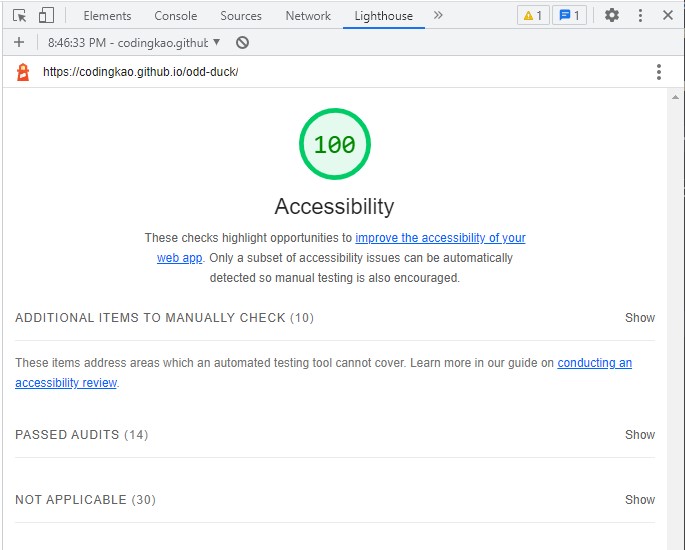 Elements Console Sources Network Lighthouse » 1 1
+ 8:46:33 PM - codingkao.githuk ▼
https://codingkao.github.io/odd-duck/
100
Accessibility
These checks highlight opportunities to improve the accessibility of your
web app. Only a subset of accessibility issues can be automatically
detected so manual testing is also encouraged.
ADDITIONAL ITEMS TO MANUALLY CHECK (10) Show
These items address areas which an automated testing tool cannot cover. Learn more in our guide on conducting an
accessibility review.
PASSED AUDITS (14) Show
NOT APPLICABLE (30) Show